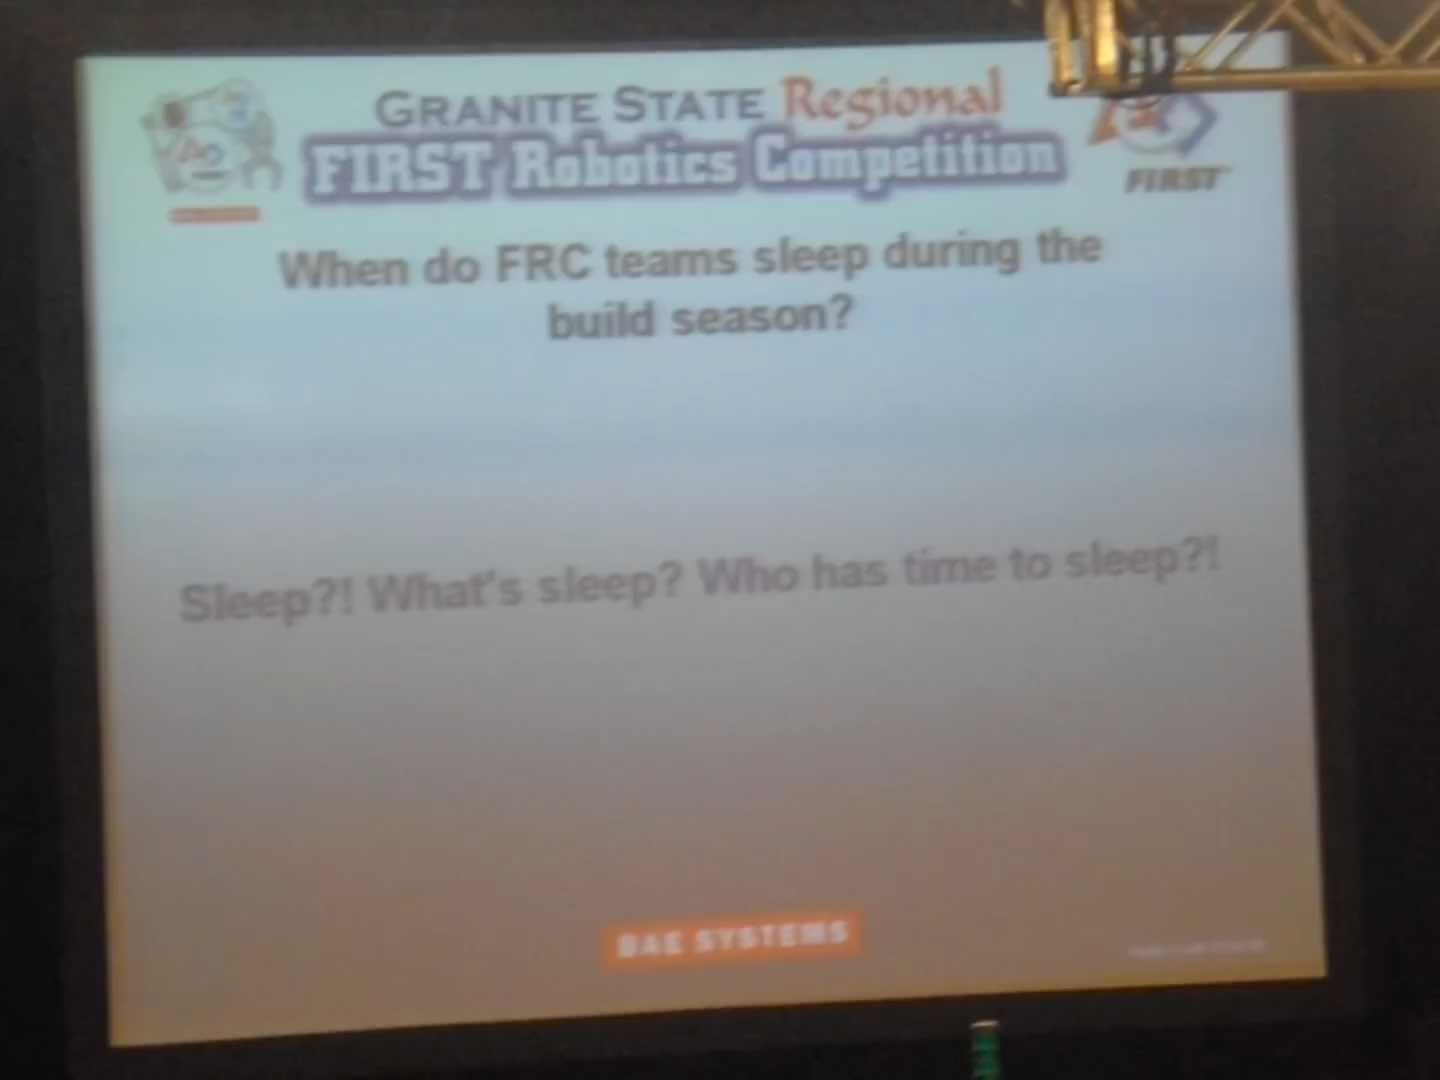 GRANITE STATE Regional
FIRST Robotics Competition
FIRST
When do FRC teams sleep during the
build season?
Sleep?! What's sleep? Who has time to sleep?!
BAE SYSTEMS